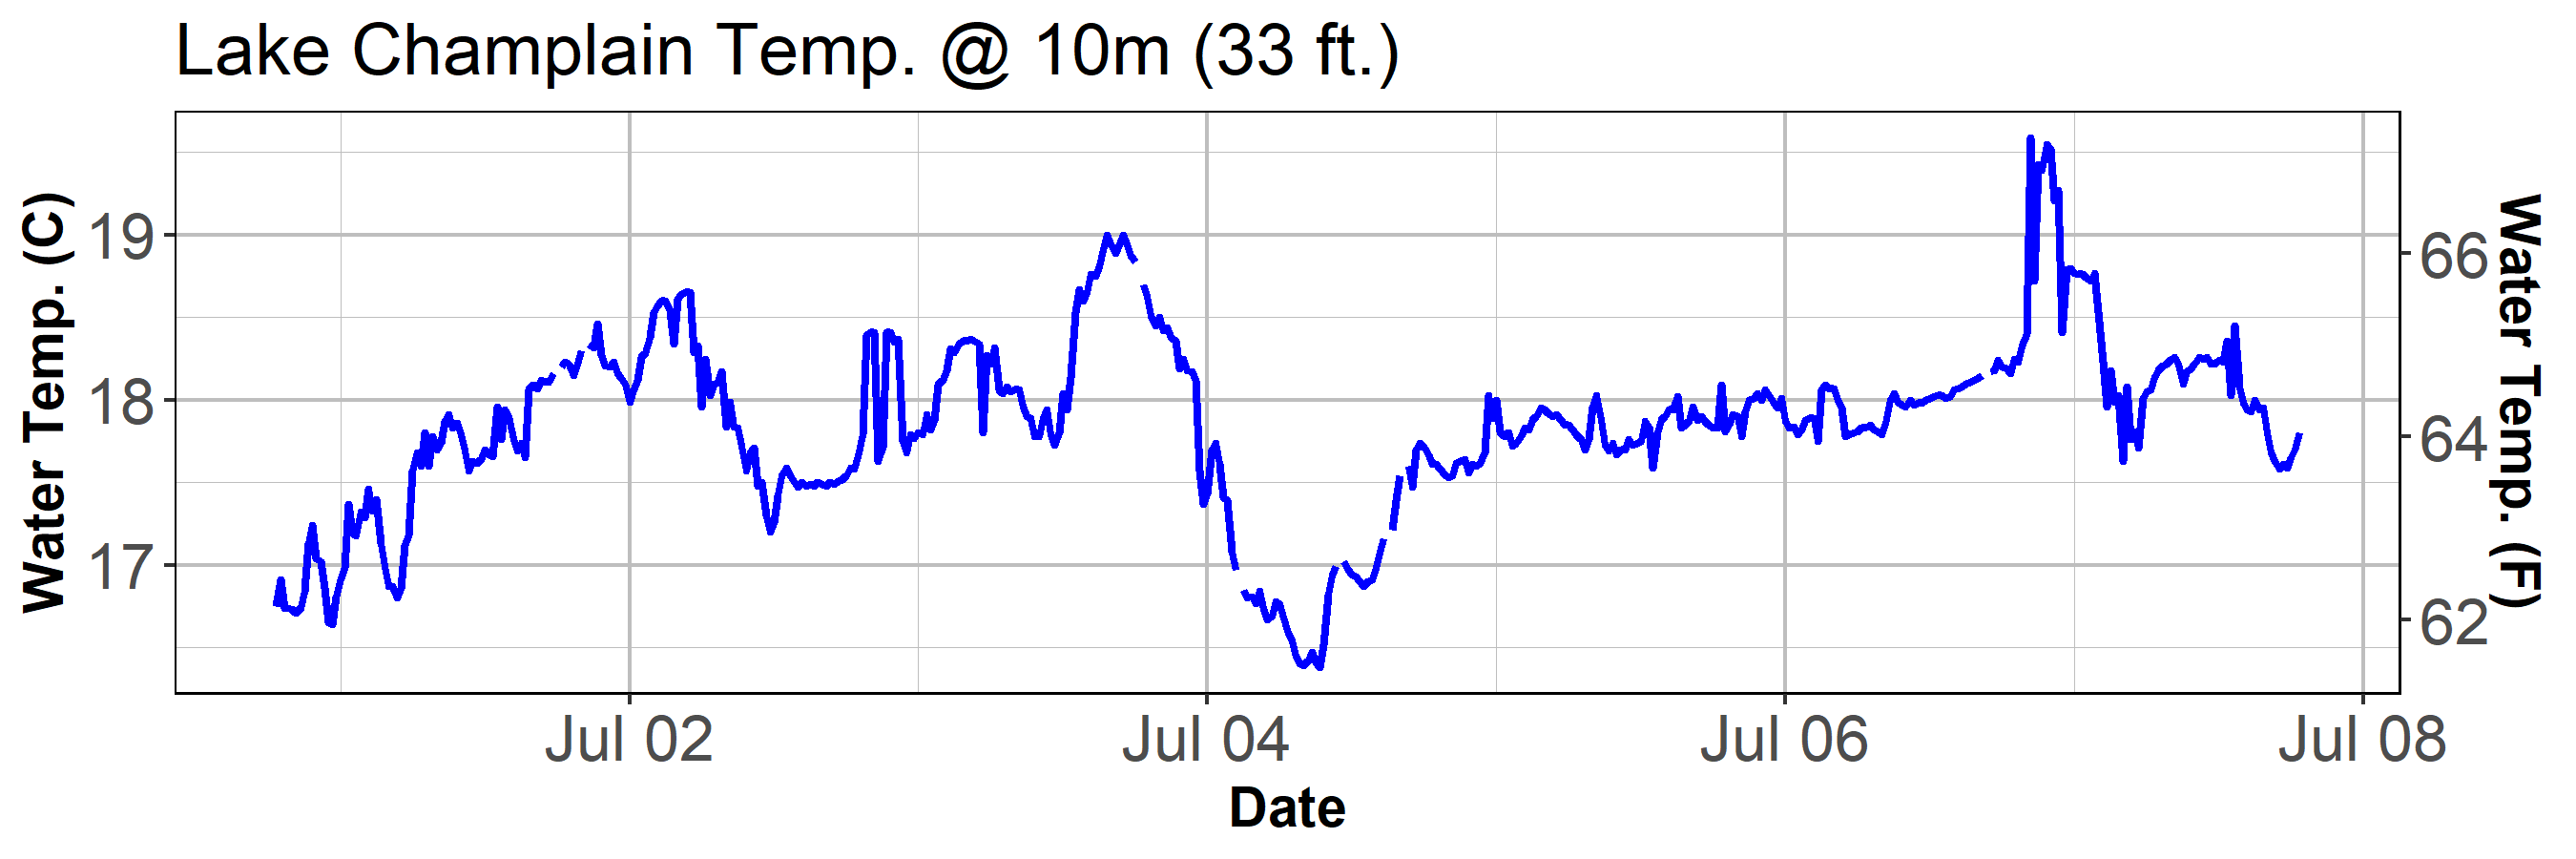 Lake Champlain Temp. @ 10m (33 ft.)
Water Temp. (C)
19
18
17
66
64
62
Water Temp. (F)
Jul 02
Jul 04
Jul 06
Jul 08
Date